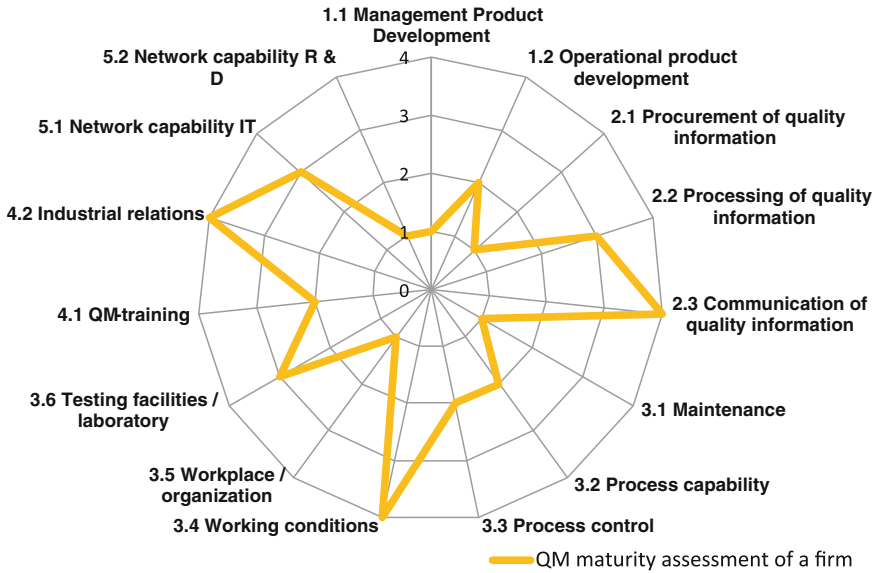 1.1 Management Product
Development
5.2 Network capability R &
D
1.2 Operational product
development
4
5.1 Network capability IT
2.1 Procurement of quality
information
3
2
2.2 Processing of quality
information
4.2 Industrial relations
1
0
4.1 QM-training
2.3 Communication of
quality information
3.6 Testing facilities /
laboratory
3.1 Maintenance
3.5 Workplace /
organization
3.2 Process capability
3.4 Working conditions
3.3 Process control
QM maturity assessment of a firm